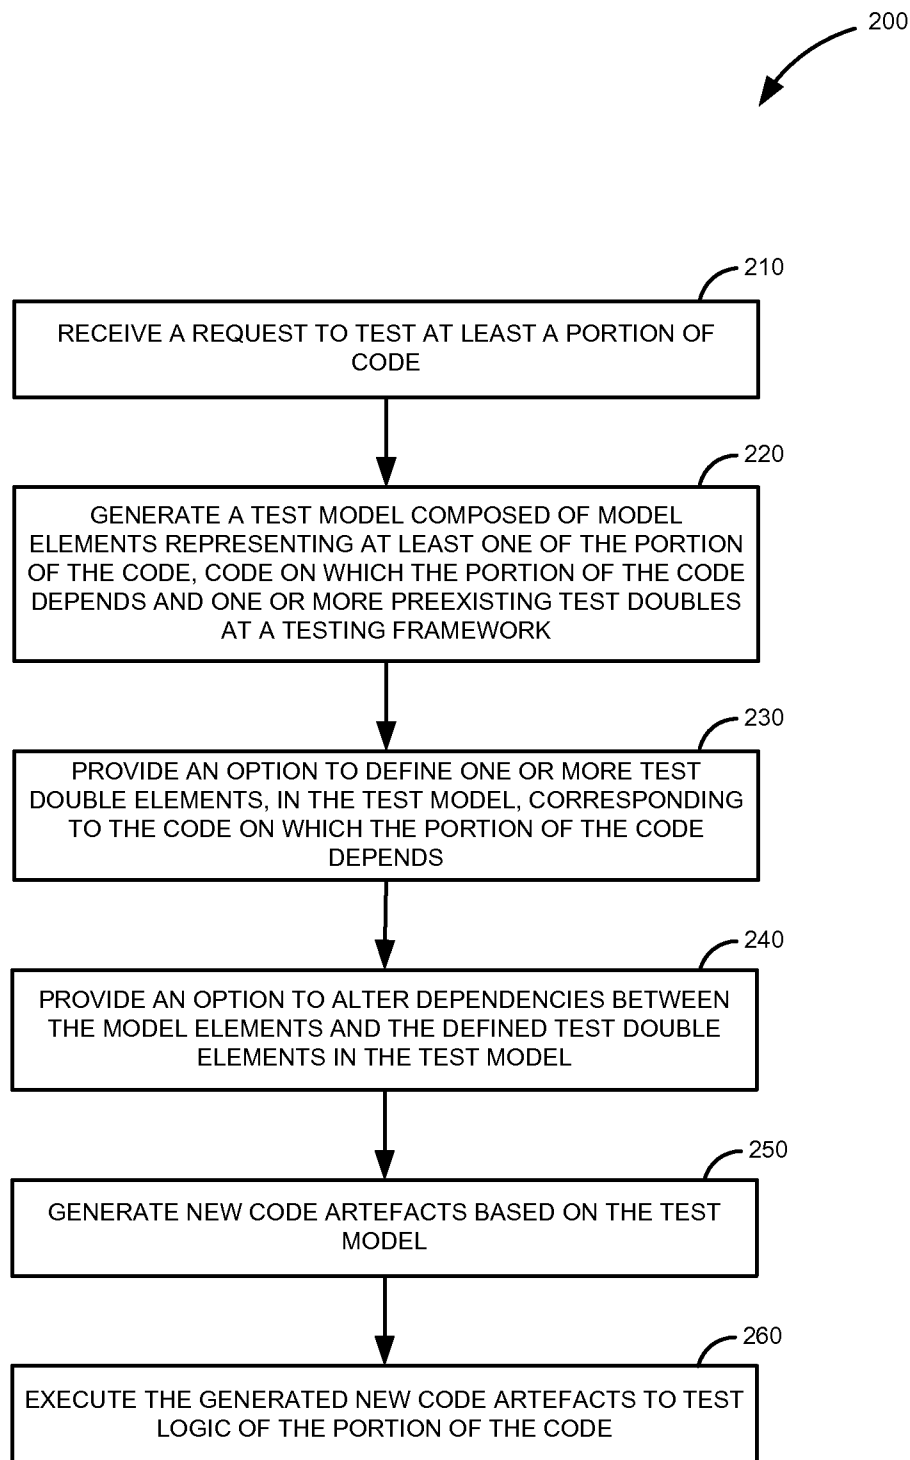 200
210
RECEIVE A REQUEST TO TEST AT LEAST A PORTION OF
CODE
220
GENERATE A TEST MODEL COMPOSED OF MODEL
ELEMENTS REPRESENTING AT LEAST ONE OF THE PORTION
OF THE CODE, CODE ON WHICH THE PORTION OF THE CODE
DEPENDS AND ONE OR MORE PREEXISTING TEST DOUBLES
AT A TESTING FRAMEWORK
230
PROVIDE AN OPTION TO DEFINE ONE OR MORE TEST
DOUBLE ELEMENTS, IN THE TEST MODEL, CORRESPONDING
TO THE CODE ON WHICH THE PORTION OF THE CODE
DEPENDS
240
PROVIDE AN OPTION TO ALTER DEPENDENCIES BETWEEN
THE MODEL ELEMENTS AND THE DEFINED TEST DOUBLE
ELEMENTS IN THE TEST MODEL
250
GENERATE NEW CODE ARTEFACTS BASED ON THE TEST
MODEL
260
EXECUTE THE GENERATED NEW CODE ARTEFACTS TO TEST
LOGIC OF THE PORTION OF THE CODE